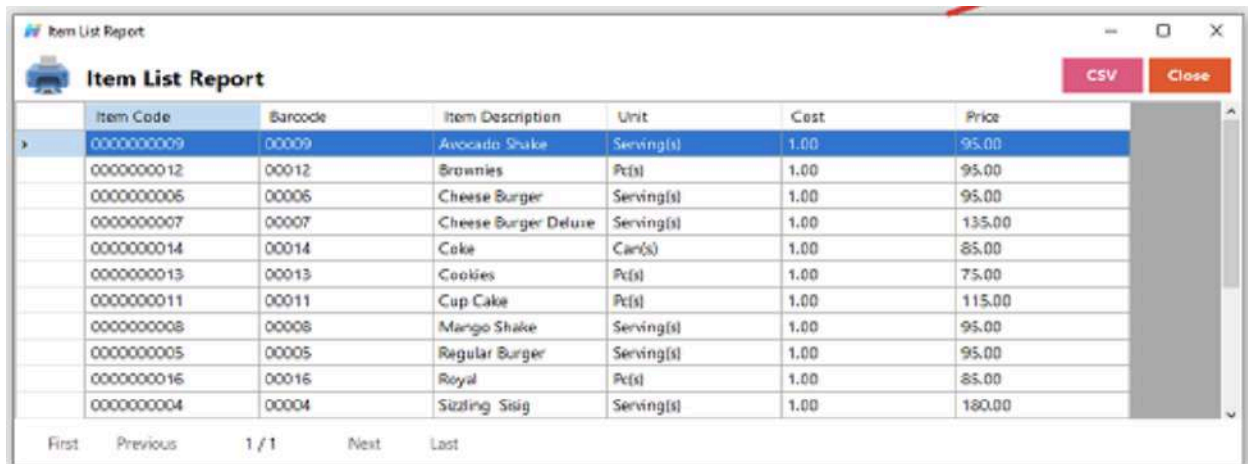 Item List Report
Item List Report CSV Close
Item Code Barcode Item Description Unit Cost Price
0000000009 00009 Avocado Shake Serving(s) 1.00 95.00
0000000012 00012 Brownies Pc(s) 1.00 95.00
0000000006 00006 Cheese Burger Serving(s) 1.00 95.00
0000000007 00007 Cheese Burger Deluxe Serving(s) 1.00 135.00
0000000014 00014 Coke Can(s) 1.00 85.00
0000000013 00013 Cookies Pc(s) 1.00 75.00
0000000011 00011 Cup Cake Pc(s) 1.00 115.00
0000000008 00008 Mango Shake Serving(s) 1.00 95.00
0000000005 00005 Regular Burger Serving(s) 1.00 95.00
0000000016 00016 Royal Pc(s) 1.00 85.00
0000000004 00004 Sizzling Sisig Serving(s) 1.00 180.00
First Previous 1 / 1 Next Last